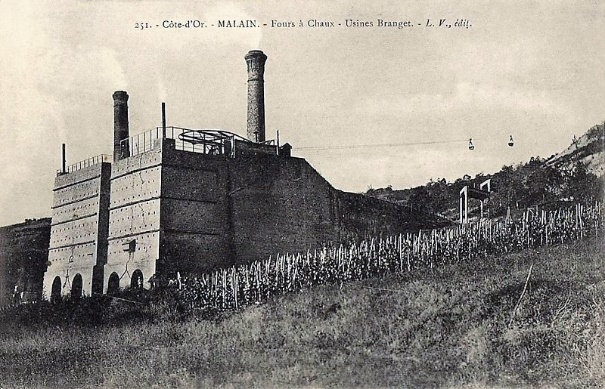 251. - Côte-d'Or. - MALAIN. - Fours à Chaux - Usines Branget. - L. V., édit.